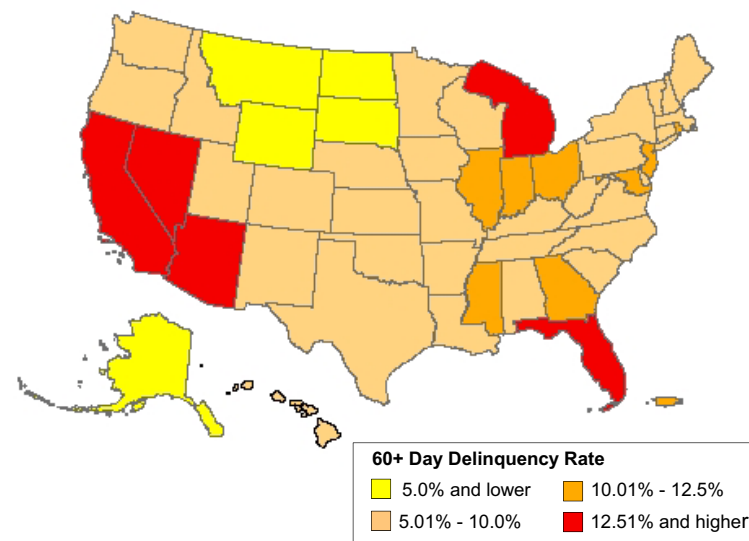 60+ Day Delinquency Rate
5.0% and lower
10.01% - 12.5%
5.01% - 10.0%
12.51% and higher